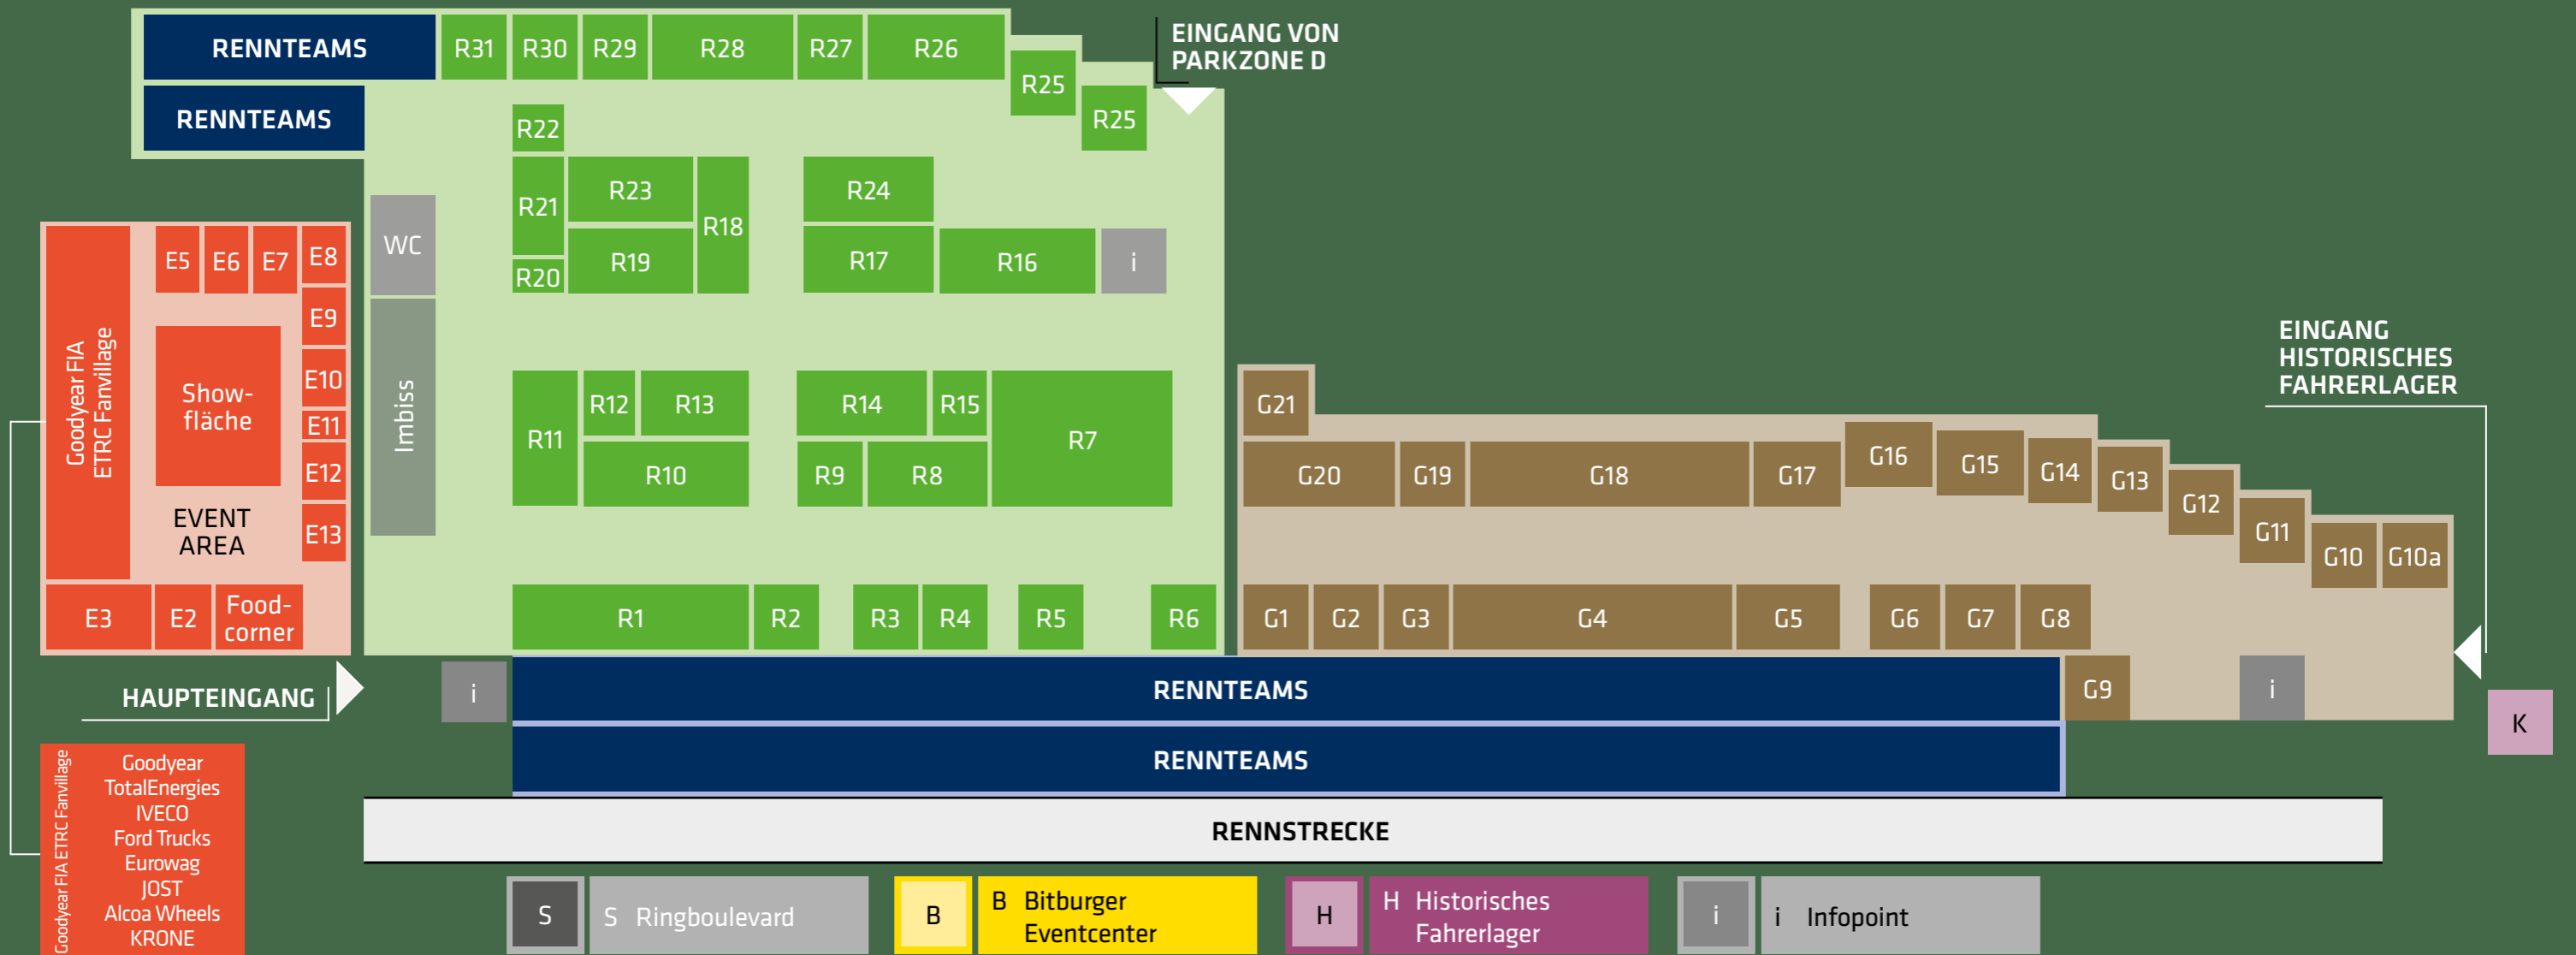 RENNTEAMS
R31
R30
R29
R28
R27
R26
R25
R25
EINGANG VON
PARKZONE D
RENNTEAMS
R22
R21
R23
R18
R24
R20
R19
R17
R16
i
WC
Imbiss
Goodyear FIA
ETRC Fanvillage
E5
E6
E7
E8
E9
E10
E11
E12
E13
Show-
fläche
EVENT
AREA
E3
E2
Food-
corner
R11
R12
R13
R14
R15
R7
R10
R9
R8
R1
R2
R3
R4
R5
R6
EINGANG
HISTORISCHES
FAHRERLAGER
G21
G20
G19
G18
G17
G16
G15
G14
G13
G12
G11
G10
G10a
G1
G2
G3
G4
G5
G6
G7
G8
G9
i
K
HAUPTEINGANG
i
RENNTEAMS
RENNTEAMS
RENNSTRECKE
Goodyear FIA ETRC Fanvillage
Goodyear
TotalEnergies
IVECO
Ford Trucks
Eurowag
JOST
Alcoa Wheels
KRONE
S
S Ringboulevard
B
B Bitburger
Eventcenter
H
H Historisches
Fahrerlager
i
i Infopoint